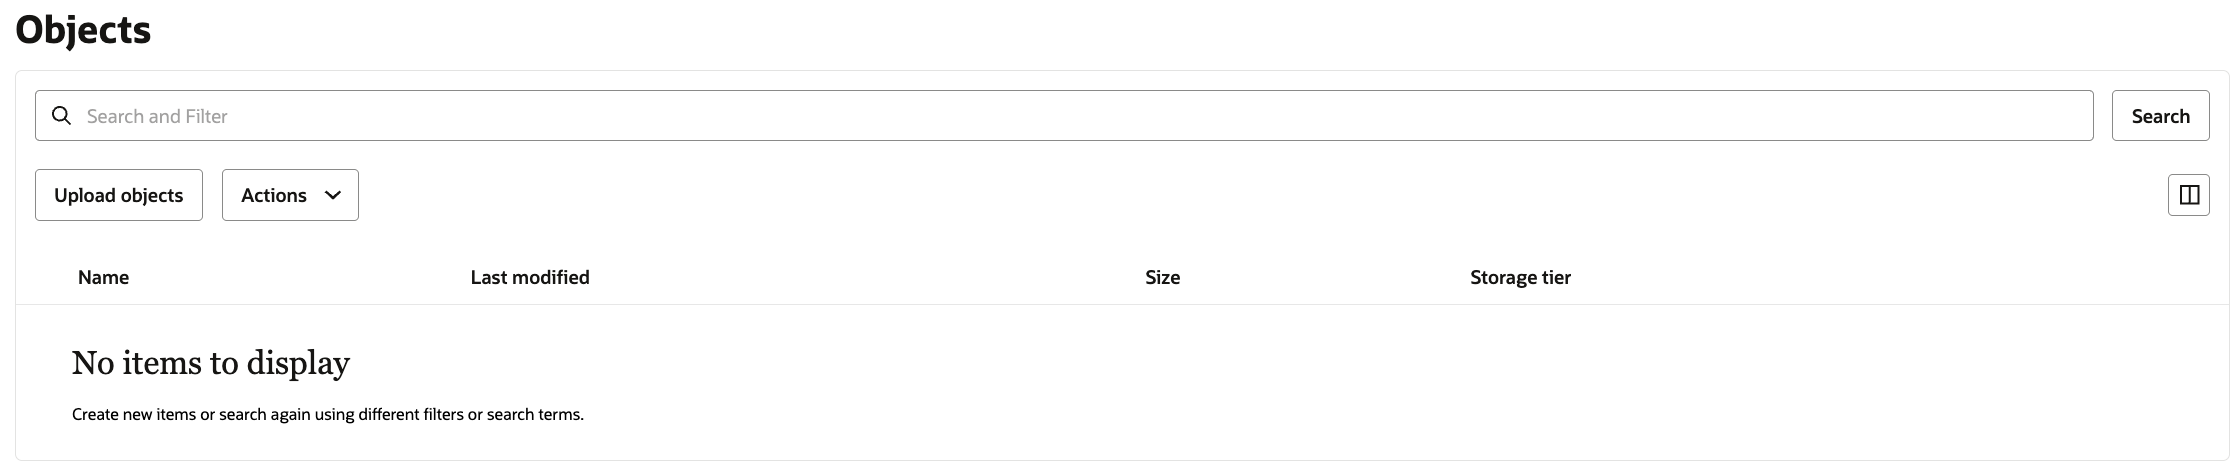 Objects
Search and Filter
Search
Upload objects
Actions
Name Last modified Size Storage tier
No items to display
Create new items or search again using different filters or search terms.